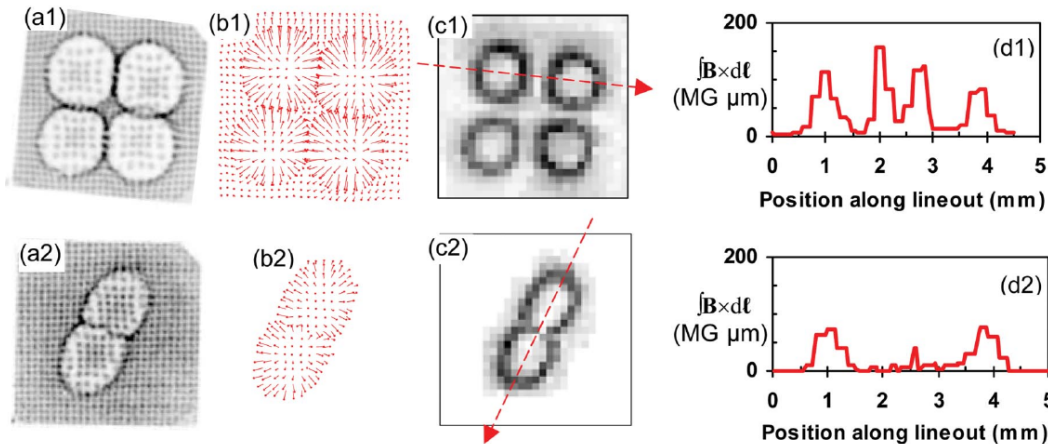 (a1)
(b1)
(c1)
(d1)
200
100
0
∫B×dℓ
(MG μm)
0 1 2 3 4 5
Position along lineout (mm)
(a2)
(b2)
(c2)
(d2)
200
100
0
∫B×dℓ
(MG μm)
0 1 2 3 4 5
Position along lineout (mm)